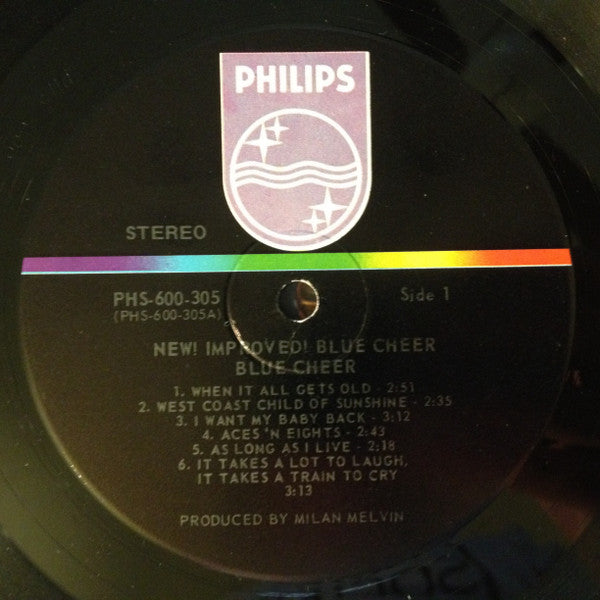 PHILIPS
STEREO
PHS-600-305
(PHS-600-305A)
Side 1
NEW! IMPROVED! BLUE CHEER
BLUE CHEER
1. WHEN IT ALL GETS OLD - 2:51
2. WEST COAST CHILD OF SUNSHINE - 2:35
3. I WANT MY BABY BACK - 3:12
4. ACES 'N EIGHTS - 2:43
5. AS LONG AS I LIVE - 2:18
6. IT TAKES A LOT TO LAUGH,
IT TAKES A TRAIN TO CRY
3:13
PRODUCED BY MILAN MELVIN